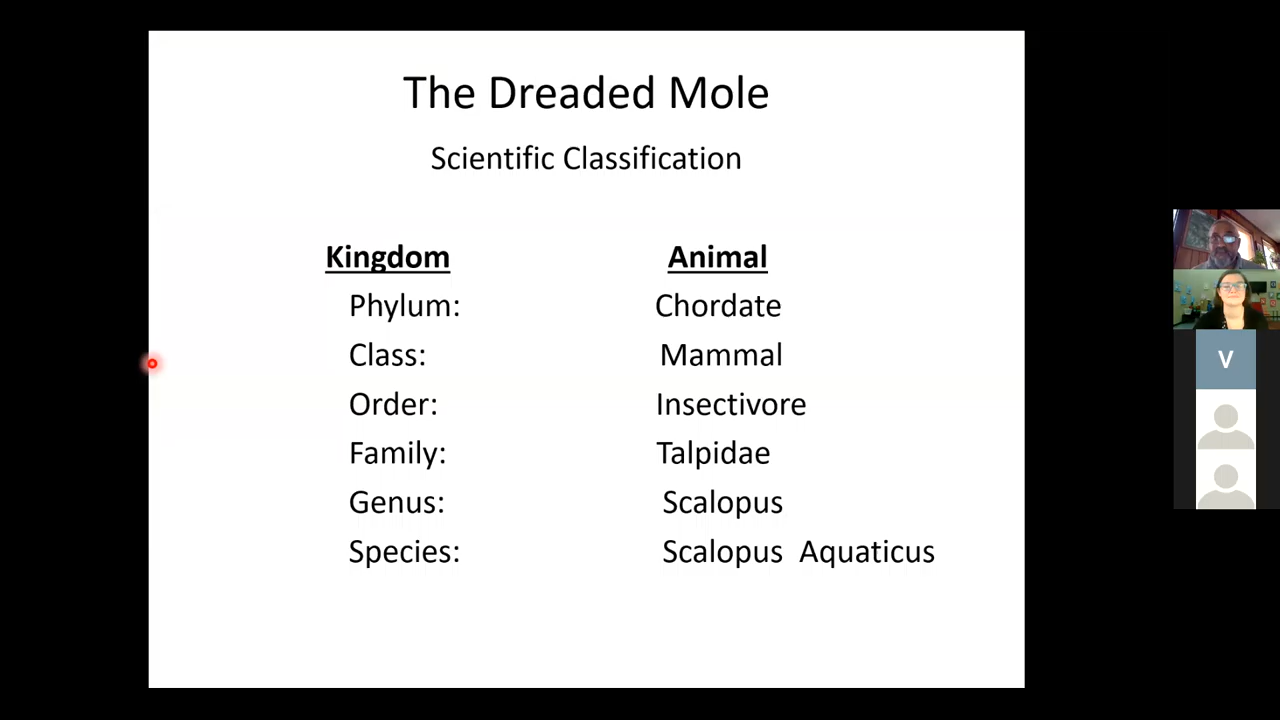 The Dreaded Mole
Scientific Classification
Kingdom Animal
Phylum: Chordate
Class: Mammal
Order: Insectivore
Family: Talpidae
Genus: Scalopus
Species: Scalopus Aquaticus
V